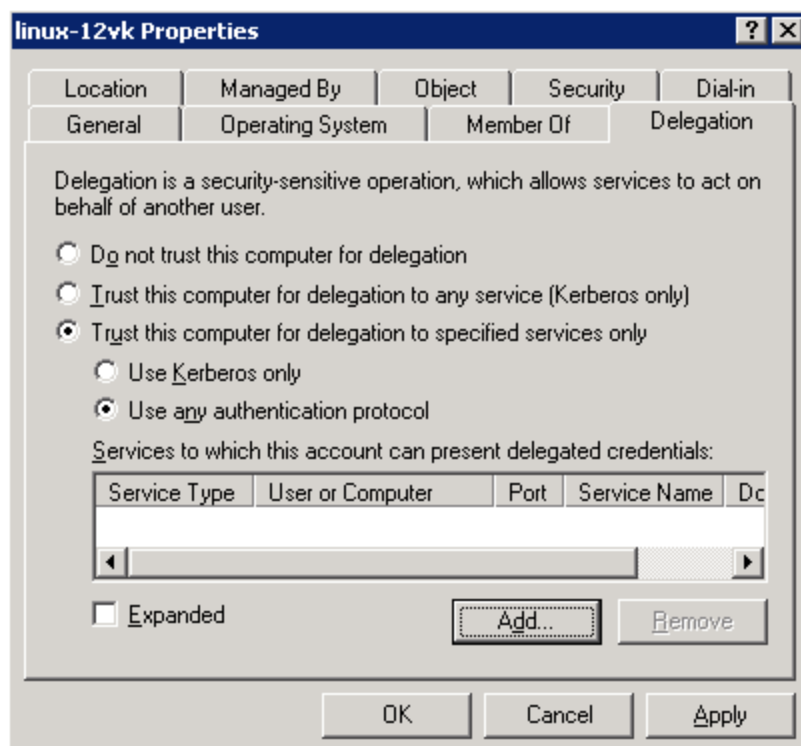 linux-12vk Properties
Location Managed By Object Security Dial-in
General Operating System Member Of Delegation
Delegation is a security-sensitive operation, which allows services to act on
behalf of another user.
Do not trust this computer for delegation
Trust this computer for delegation to any service (Kerberos only)
Trust this computer for delegation to specified services only
Use Kerberos only
Use any authentication protocol
Services to which this account can present delegated credentials:
Service Type User or Computer Port Service Name Dc
Expanded Add... Remove
OK Cancel Apply